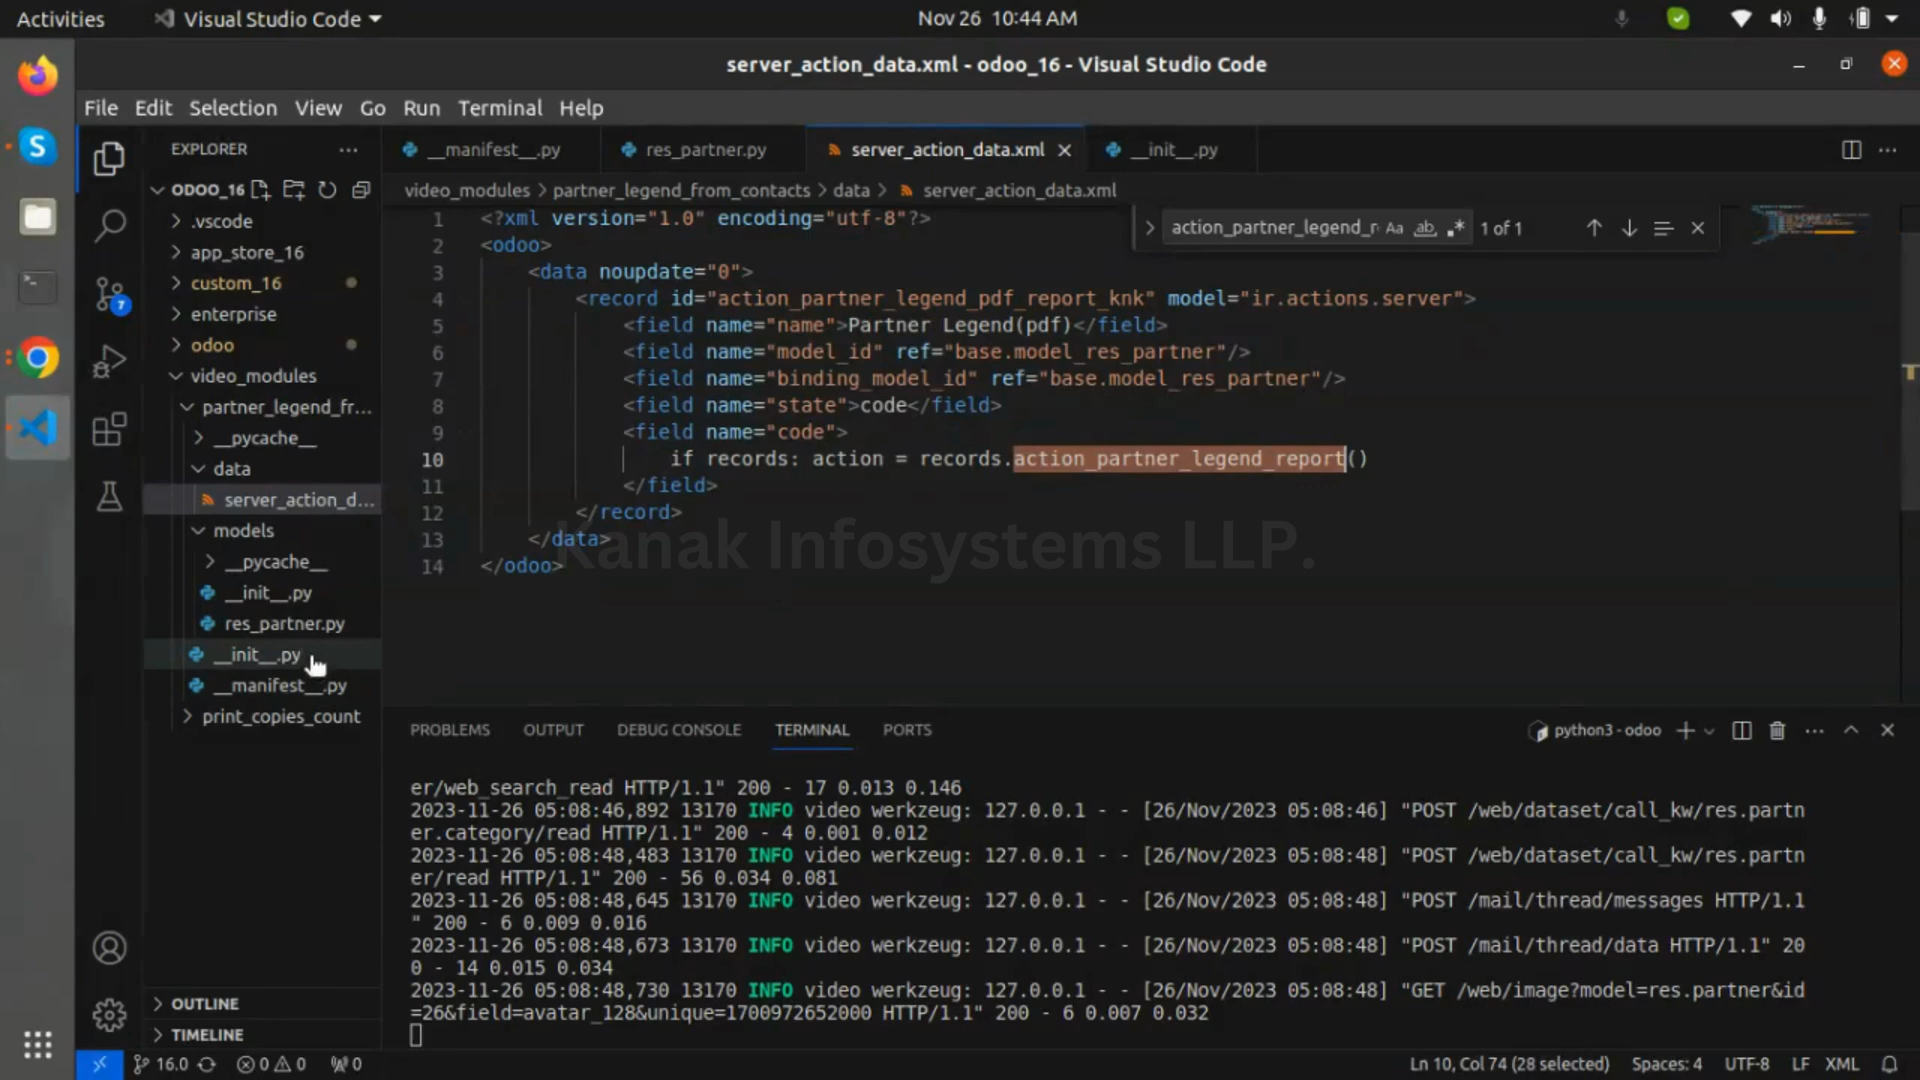 Activities
Visual Studio Code
Nov 26 10:44 AM
server_action_data.xml - odoo_16 - Visual Studio Code
File Edit Selection View Go Run Terminal Help
EXPLORER
ODOO_16
.vscode
app_store_16
custom_16
enterprise
odoo
video_modules
partner_legend_fr...
__pycache__
data
server_action_d...
models
__pycache__
__init__.py
res_partner.py
__init__.py
__manifest__.py
print_copies_count
OUTLINE
TIMELINE
7
__manifest__.py
res_partner.py
server_action_data.xml
__init__.py
video_modules > partner_legend_from_contacts > data > server_action_data.xml
action_partner_legend_r Aa ab 1 of 1
1 <?xml version="1.0" encoding="utf-8"?>
2 <odoo>
3 <data noupdate="0">
4 <record id="action_partner_legend_pdf_report_knk" model="ir.actions.server">
5 <field name="name">Partner Legend(pdf)</field>
6 <field name="model_id" ref="base.model_res_partner"/>
7 <field name="binding_model_id" ref="base.model_res_partner"/>
8 <field name="state">code</field>
9 <field name="code">
10 if records: action = records.action_partner_legend_report()
11 </field>
12 </record>
13 </data>
14 </odoo>
Kanak Infosystems LLP.
PROBLEMS OUTPUT DEBUG CONSOLE TERMINAL PORTS
python3 - odoo
er/web_search_read HTTP/1.1" 200 - 17 0.013 0.146
2023-11-26 05:08:46,892 13170 INFO video werkzeug: 127.0.0.1 - - [26/Nov/2023 05:08:46] "POST /web/dataset/call_kw/res.partn
er.category/read HTTP/1.1" 200 - 4 0.001 0.012
2023-11-26 05:08:48,483 13170 INFO video werkzeug: 127.0.0.1 - - [26/Nov/2023 05:08:48] "POST /web/dataset/call_kw/res.partn
er/read HTTP/1.1" 200 - 56 0.034 0.081
2023-11-26 05:08:48,645 13170 INFO video werkzeug: 127.0.0.1 - - [26/Nov/2023 05:08:48] "POST /mail/thread/messages HTTP/1.1
" 200 - 6 0.009 0.016
2023-11-26 05:08:48,673 13170 INFO video werkzeug: 127.0.0.1 - - [26/Nov/2023 05:08:48] "POST /mail/thread/data HTTP/1.1" 20
0 - 14 0.015 0.034
2023-11-26 05:08:48,730 13170 INFO video werkzeug: 127.0.0.1 - - [26/Nov/2023 05:08:48] "GET /web/image?model=res.partner&id
=26&field=avatar_128&unique=1700972652000 HTTP/1.1" 200 - 6 0.007 0.032
16.0 0 0 0
Ln 10, Col 74 (28 selected) Spaces: 4 UTF-8 LF XML